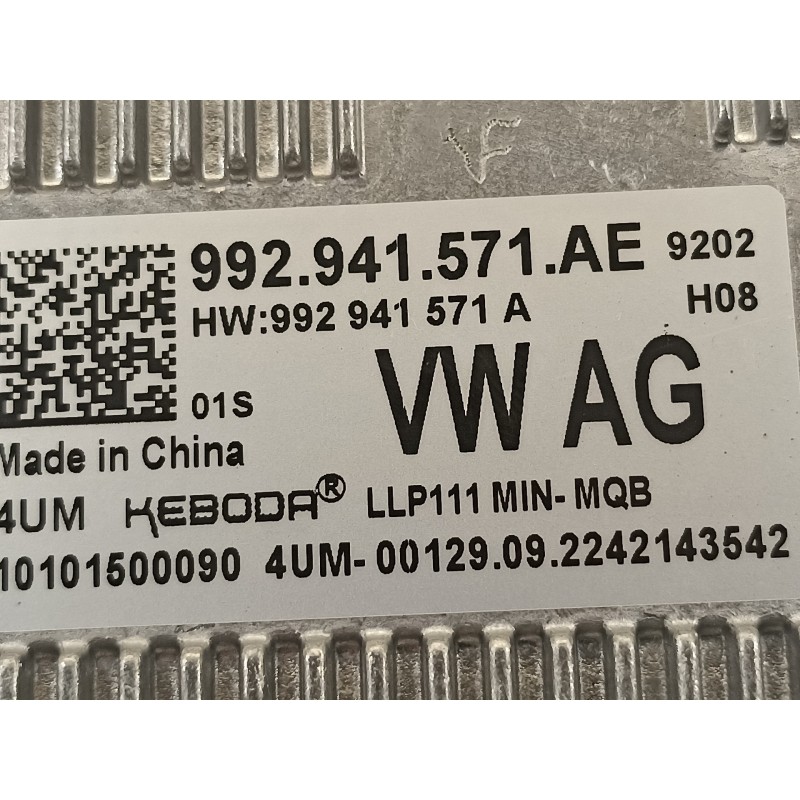 VF
992.941.571.AE 9202
HW:992 941 571 A H08
01S VW AG
Made in China
4UM KEBODA® LLP111 MIN- MQB
10101500090 4UM- 00129.09.2242143542